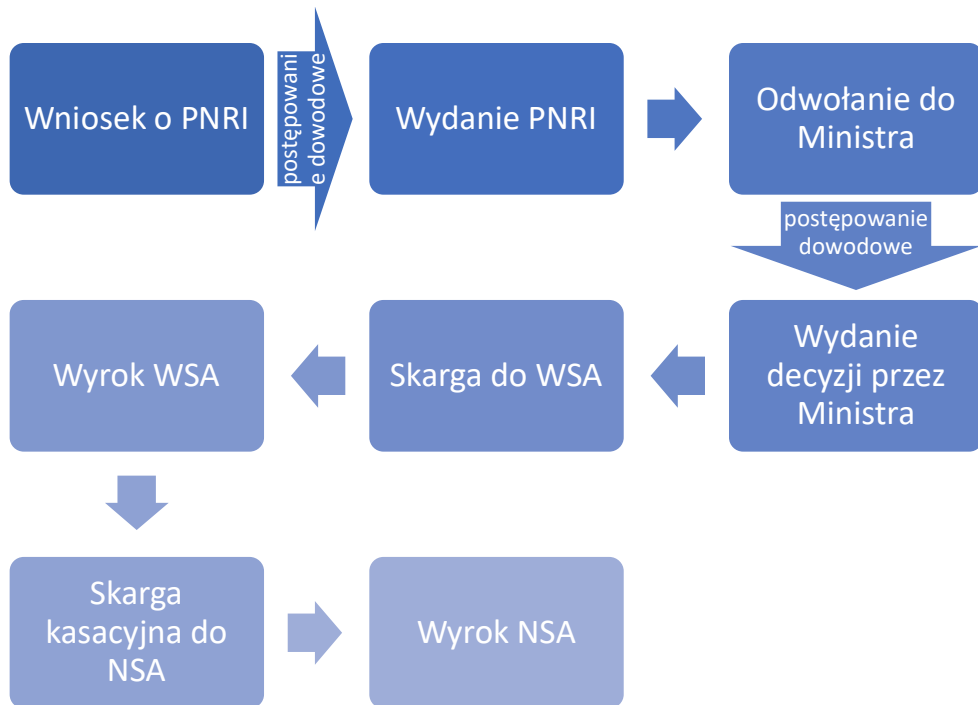 Wniosek o PNRI
postępowani
e dowodowe
Wydanie PNRI
Odwołanie do
Ministra
postępowanie
dowodowe
Wydanie
decyzji przez
Ministra
Skarga do WSA
Wyrok WSA
Skarga
kasacyjna do
NSA
Wyrok NSA